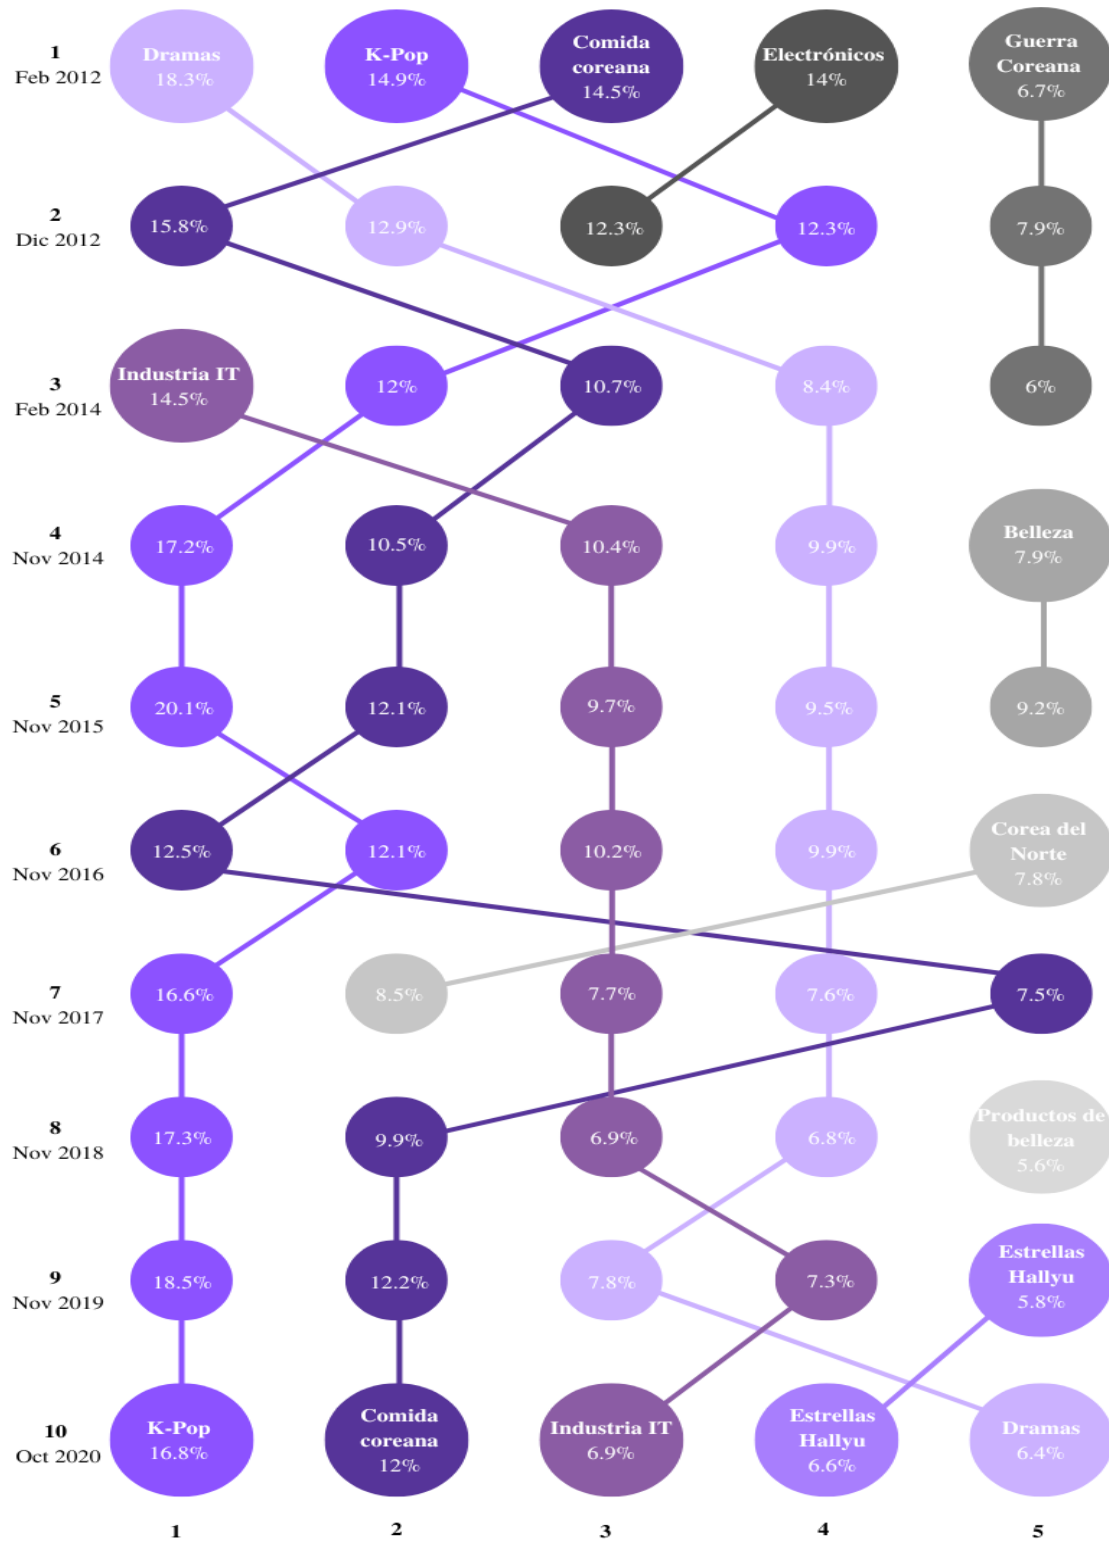 1
Feb 2012
Dramas
18.3%
K-Pop
14.9%
Comida
coreana
14.5%
Electrónicos
14%
Guerra
Coreana
6.7%
2
Dic 2012
15.8%
12.9%
12.3%
12.3%
7.9%
3
Feb 2014
Industria IT
14.5%
12%
10.7%
8.4%
6%
4
Nov 2014
17.2%
10.5%
10.4%
9.9%
Belleza
7.9%
5
Nov 2015
20.1%
12.1%
9.7%
9.5%
9.2%
6
Nov 2016
12.5%
12.1%
10.2%
9.9%
Corea del
Norte
7.8%
7
Nov 2017
16.6%
8.5%
7.7%
7.6%
7.5%
8
Nov 2018
17.3%
9.9%
6.9%
6.8%
Productos de
belleza
5.6%
9
Nov 2019
18.5%
12.2%
7.8%
7.3%
Estrellas
Hallyu
5.8%
10
Oct 2020
K-Pop
16.8%
Comida
coreana
12%
Industria IT
6.9%
Estrellas
Hallyu
6.6%
Dramas
6.4%
1
2
3
4
5